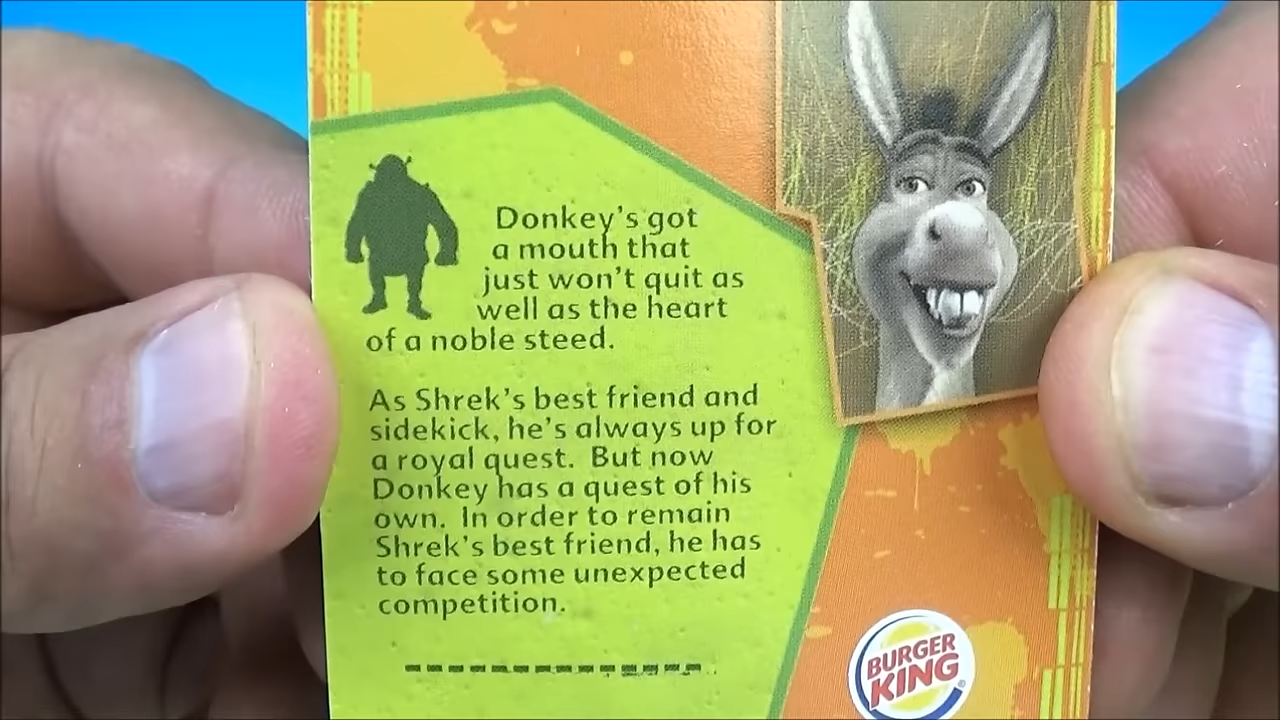 Donkey's got
a mouth that
just won't quit as
well as the heart
of a noble steed.
As Shrek's best friend and
sidekick, he's always up for
a royal quest. But now
Donkey has a quest of his
own. In order to remain
Shrek's best friend, he has
to face some unexpected
competition.
BURGER
KING
®